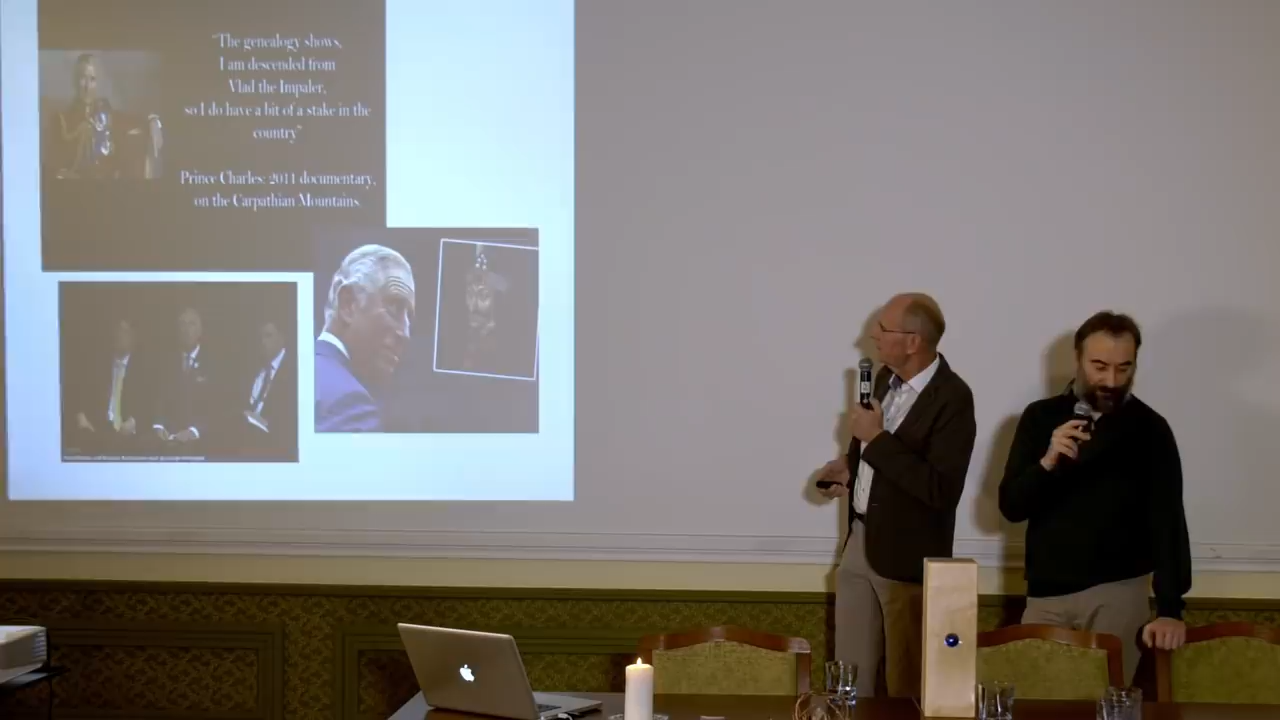 "The genealogy shows,
I am descended from
Vlad the Impaler,
so I do have a bit of a stake in the
country"
Prince Charles: 2011 documentary,
on the Carpathian Mountains.